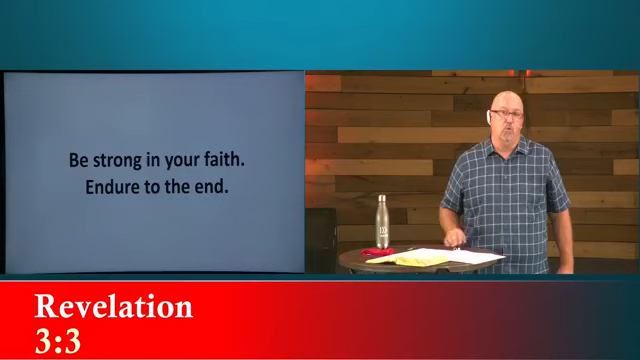 Be strong in your faith.
Endure to the end.
Revelation
3:3